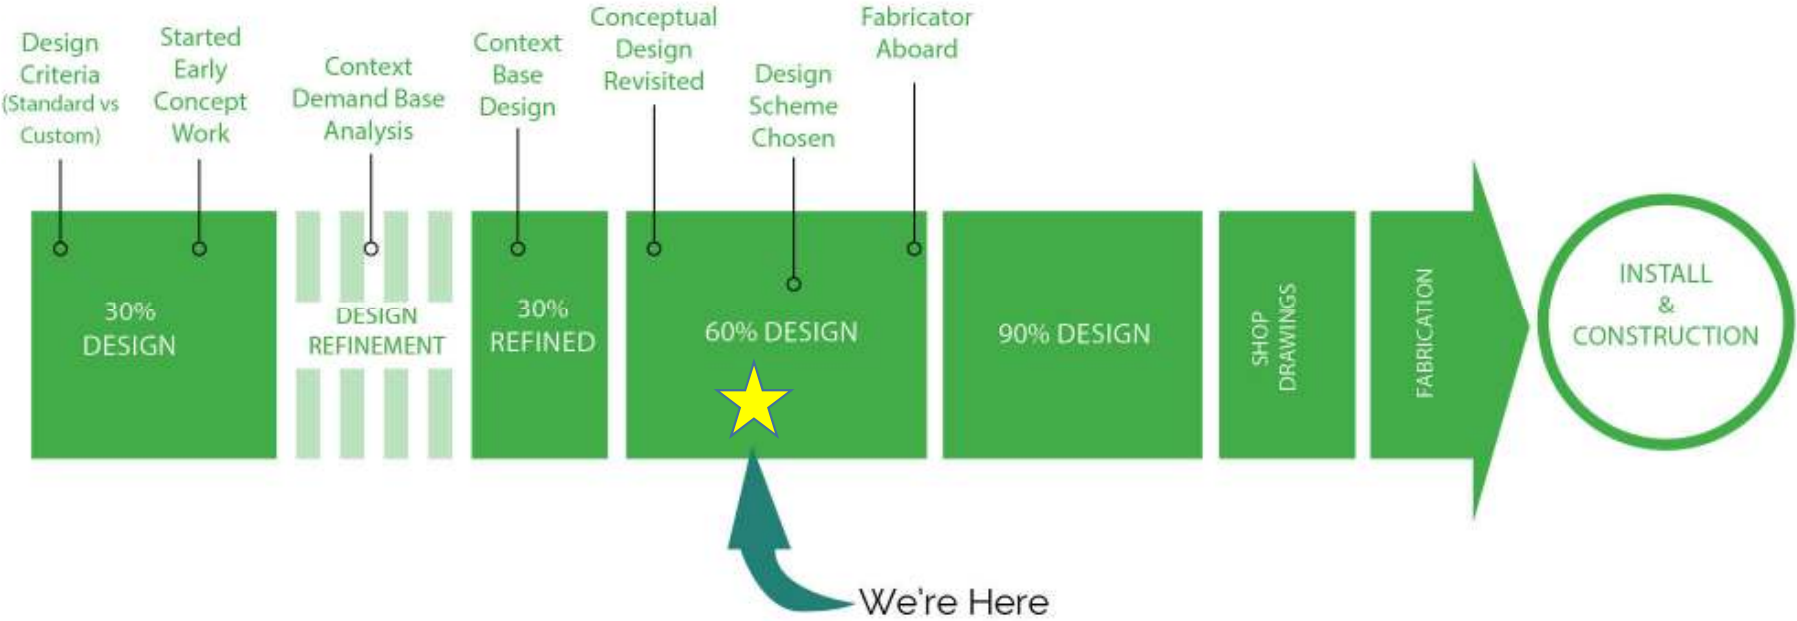 Design
Criteria
(Standard vs
Custom)
Started
Early
Concept
Work
Context
Demand Base
Analysis
Context
Base
Design
Conceptual
Design
Revisited
Design
Scheme
Chosen
Fabricator
Aboard
30%
DESIGN
DESIGN
REFINEMENT
30%
REFINED
60% DESIGN
90% DESIGN
SHOP
DRAWINGS
FABRICATION
INSTALL
&
CONSTRUCTION
We're Here